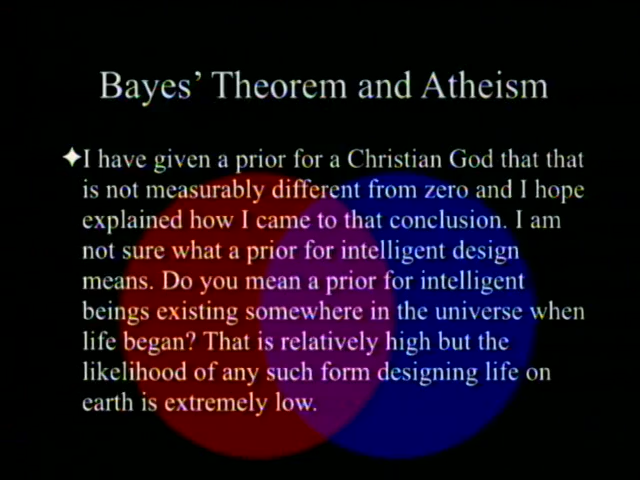 Bayes' Theorem and Atheism
✦I have given a prior for a Christian God that that
is not measurably different from zero and I hope
explained how I came to that conclusion. I am
not sure what a prior for intelligent design
means. Do you mean a prior for intelligent
beings existing somewhere in the universe when
life began? That is relatively high but the
likelihood of any such form designing life on
earth is extremely low.